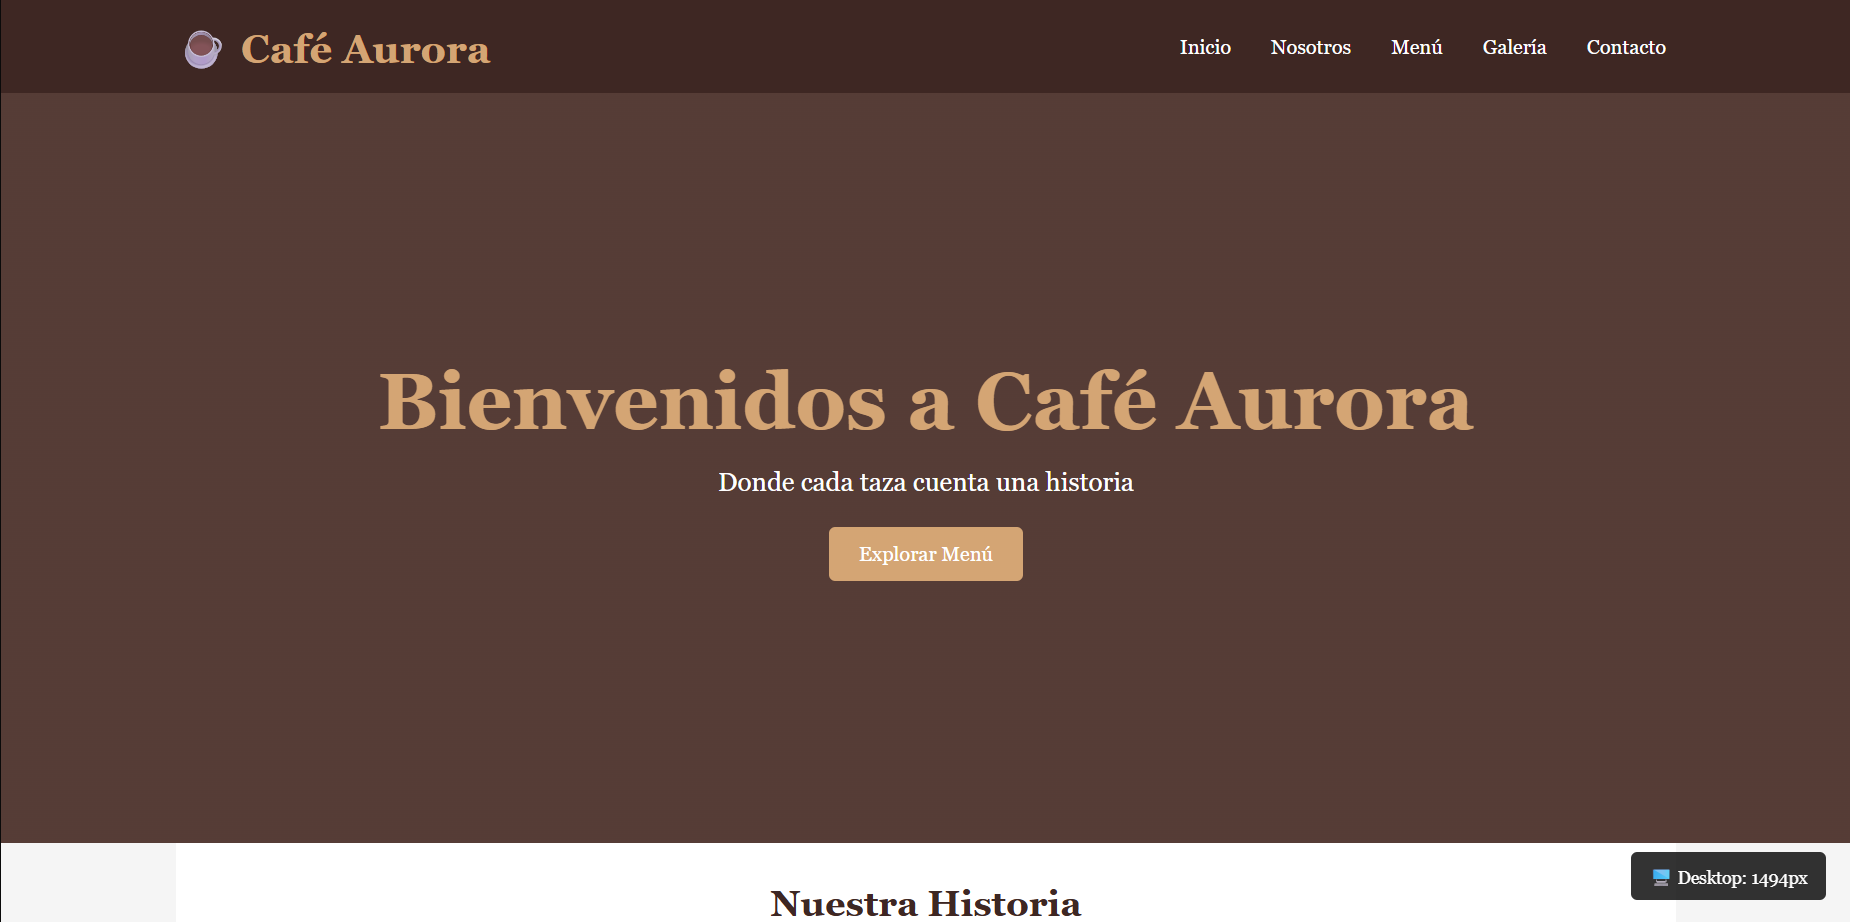 Café Aurora
Inicio
Nosotros
Menú
Galería
Contacto
Bienvenidos a Café Aurora
Donde cada taza cuenta una historia
Explorar Menú
Nuestra Historia
Desktop: 1494px